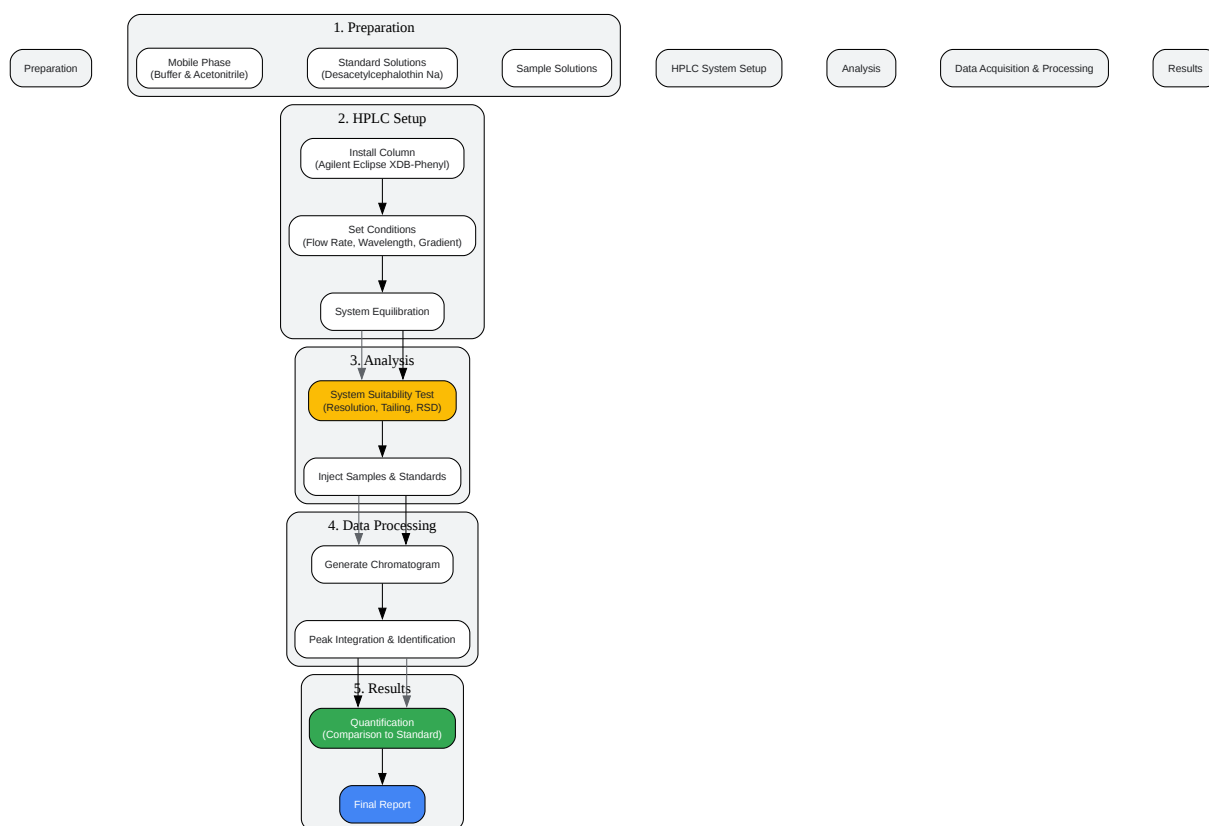 1. Preparation
Preparation
Mobile Phase
(Buffer & Acetonitrile)
Standard Solutions
(Desacetylcephalothin Na)
Sample Solutions
HPLC System Setup
Analysis
Data Acquisition & Processing
Results
2. HPLC Setup
Install Column
(Agilent Eclipse XDB-Phenyl)
Set Conditions
(Flow Rate, Wavelength, Gradient)
System Equilibration
3. Analysis
System Suitability Test
(Resolution, Tailing, RSD)
Inject Samples & Standards
4. Data Processing
Generate Chromatogram
Peak Integration & Identification
5. Results
Quantification
(Comparison to Standard)
Final Report